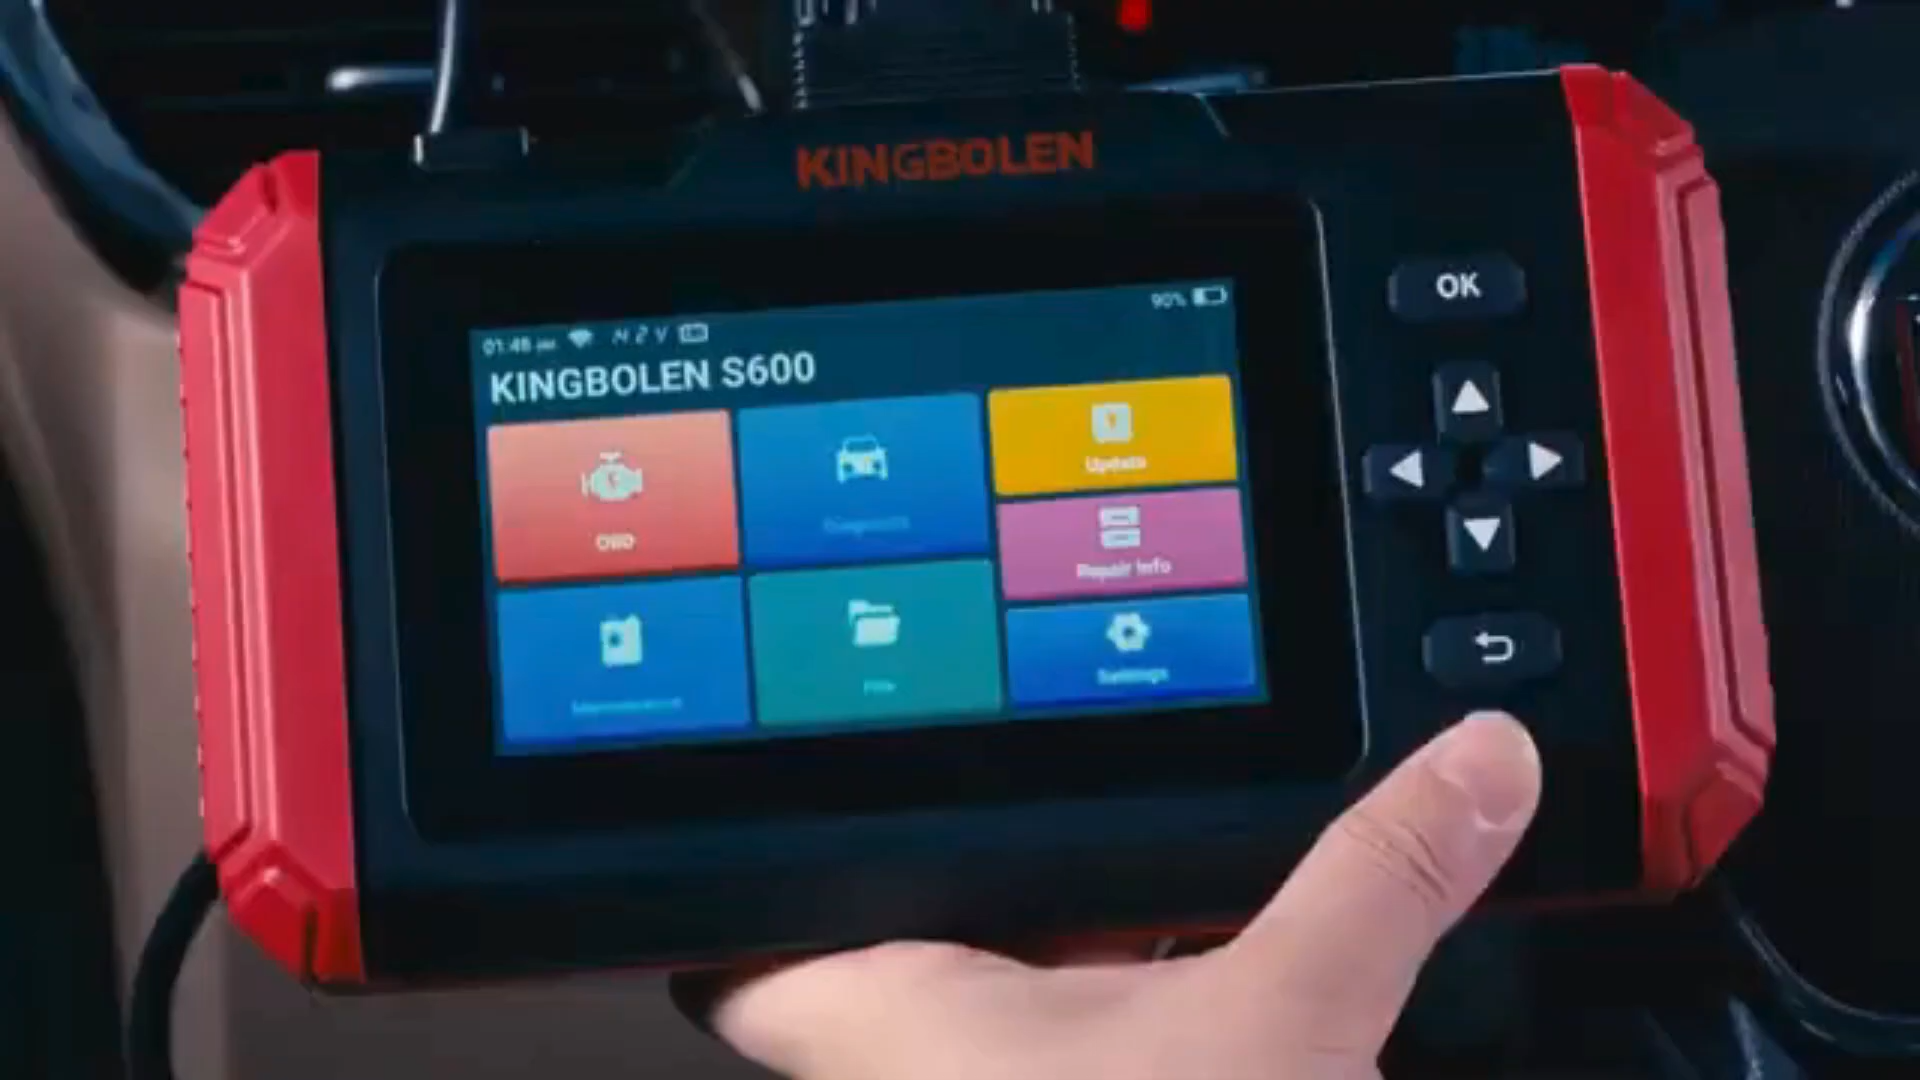 KINGBOLEN
90%
KINGBOLEN S600
OBD
Update
Repair Info
Settings
OK